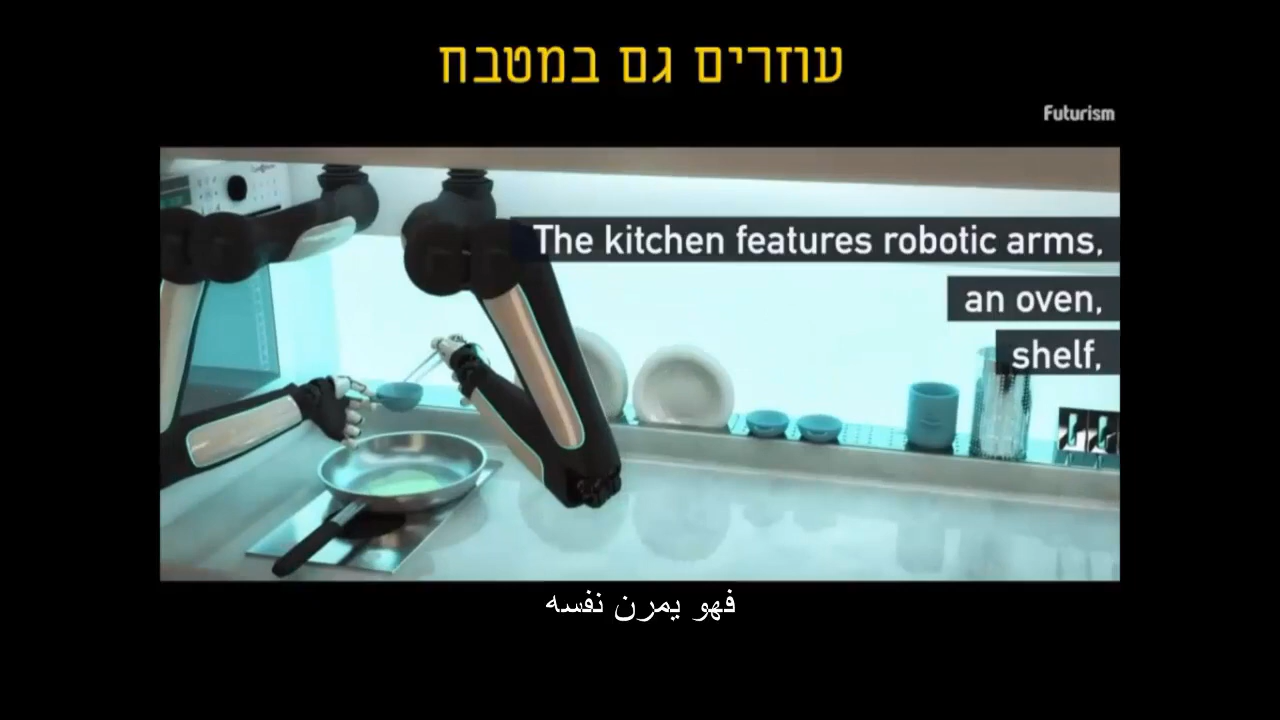 עוזרים גם במטבח
Futurism
The kitchen features robotic arms,
an oven,
shelf,
فهو يمرن نفسه